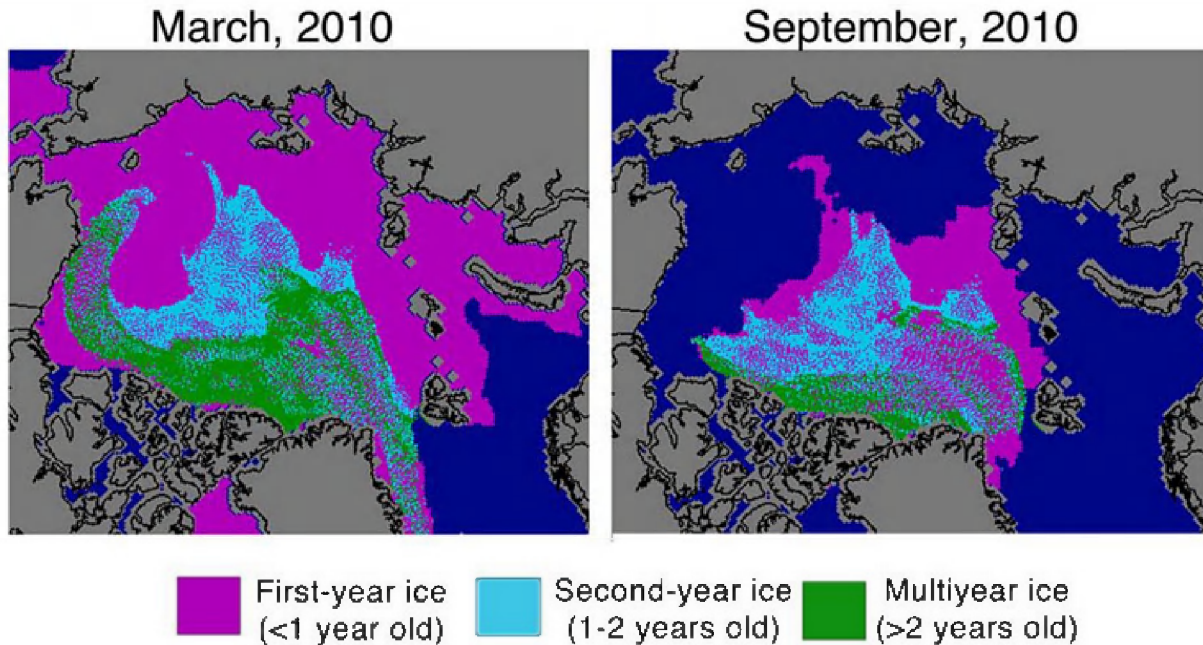 March, 2010
September, 2010
First-year ice
(<1 year old)
Second-year ice
(1-2 years old)
Multiyear ice
(>2 years old)